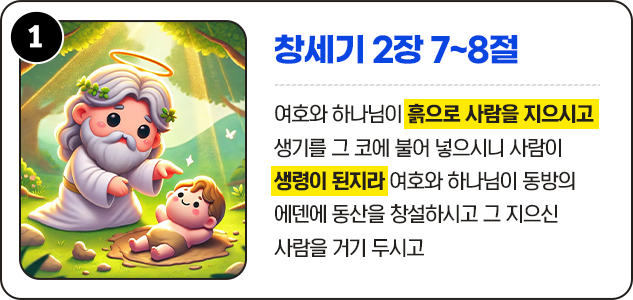 1
창세기 2장 7~8절
여호와 하나님이 흙으로 사람을 지으시고
생기를 그 코에 불어 넣으시니 사람이
생령이 된지라 여호와 하나님이 동방의
에덴에 동산을 창설하시고 그 지으신
사람을 거기 두시고